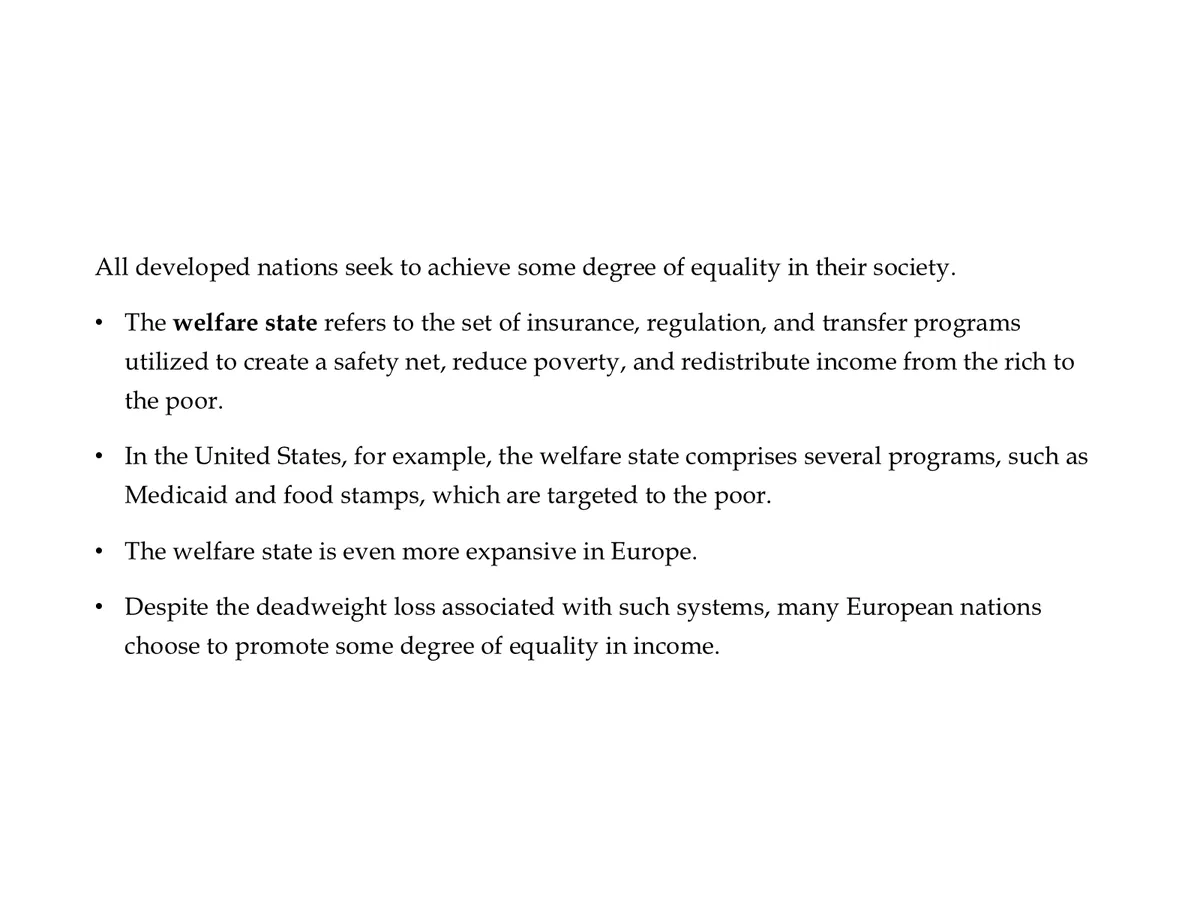 All developed nations seek to achieve some degree of equality in their society.
• The welfare state refers to the set of insurance, regulation, and transfer programs
utilized to create a safety net, reduce poverty, and redistribute income from the rich to
the poor.
• In the United States, for example, the welfare state comprises several programs, such as
Medicaid and food stamps, which are targeted to the poor.
• The welfare state is even more expansive in Europe.
• Despite the deadweight loss associated with such systems, many European nations
choose to promote some degree of equality in income.